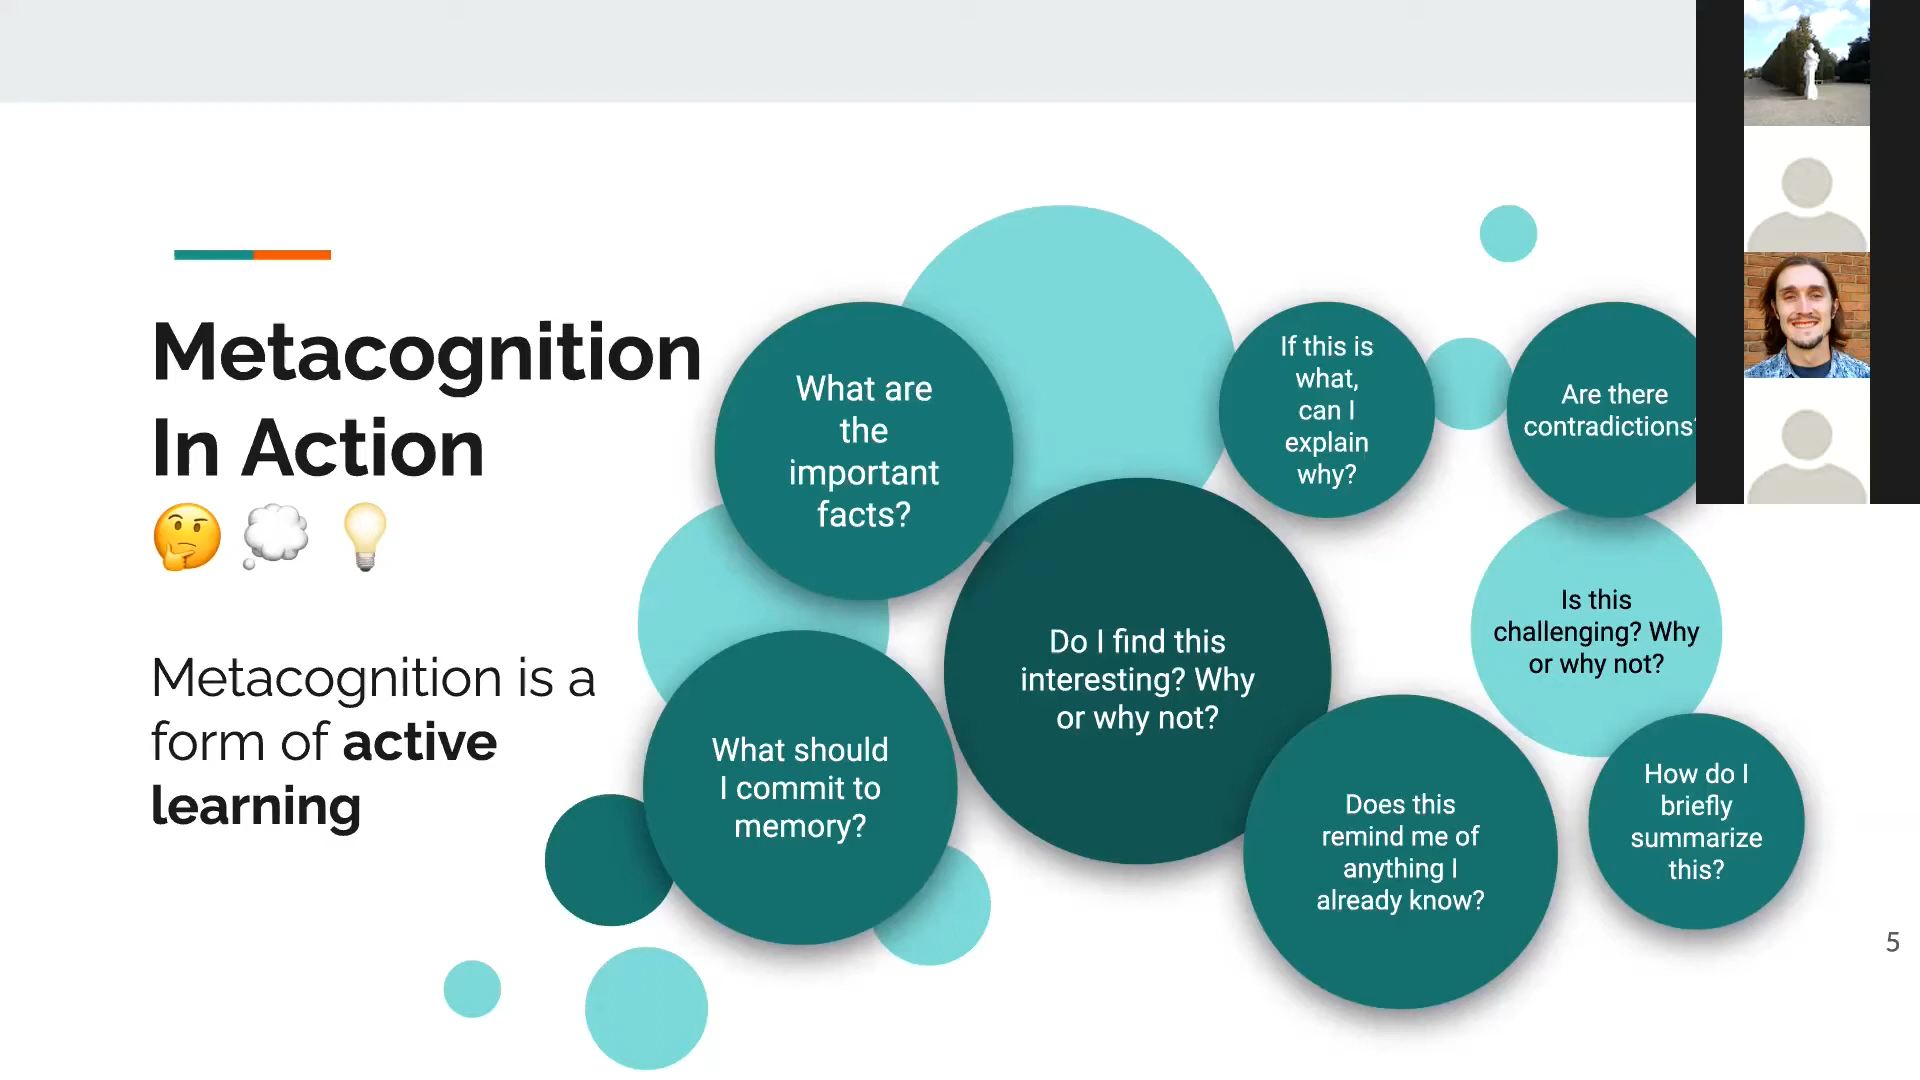 Metacognition
In Action
Metacognition is a
form of active
learning
What are
the
important
facts?
If this is
what,
can I
explain
why?
Are there
contradictions?
Do I find this
interesting? Why
or why not?
Is this
challenging? Why
or why not?
What should
I commit to
memory?
Does this
remind me of
anything I
already know?
How do I
briefly
summarize
this?
5